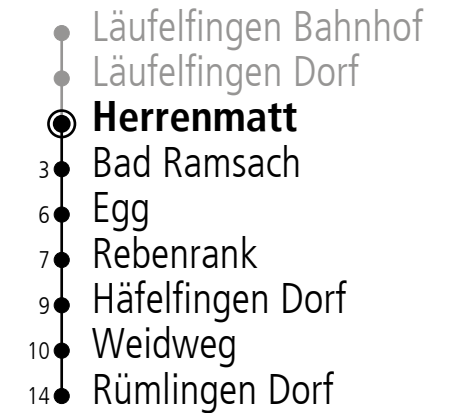 Läufelfingen Bahnhof
Läufelfingen Dorf
Herrenmatt
3 Bad Ramsach
6 Egg
7 Rebenrank
9 Häfelfingen Dorf
10 Weidweg
14 Rümlingen Dorf